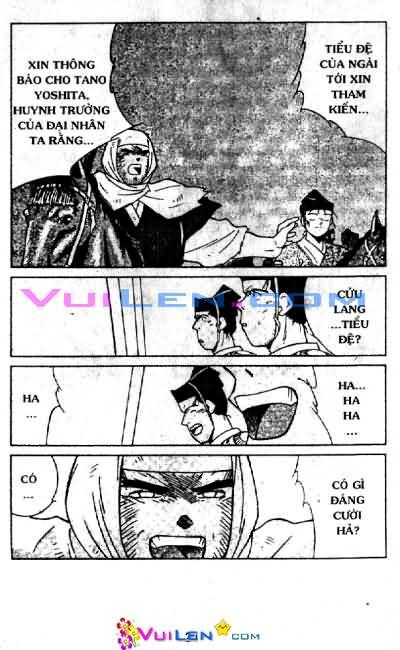 XIN THÔNG
BÁO CHO TANO
YOSHITA,
HUYNH TRƯỞNG
CỦA ĐẠI NHÂN
TA RẰNG...
TIỂU ĐỆ
CỦA NGÀI
TỚI XIN
THAM
KIẾN...
VUILEN.COM
CỬU
LANG
...TIỂU
ĐỆ?
HA
...
HA...
HA
HA
...
CÓ
...
CÓ GÌ
ĐÁNG
CƯỜI
HẢ?
VUILEN.COM